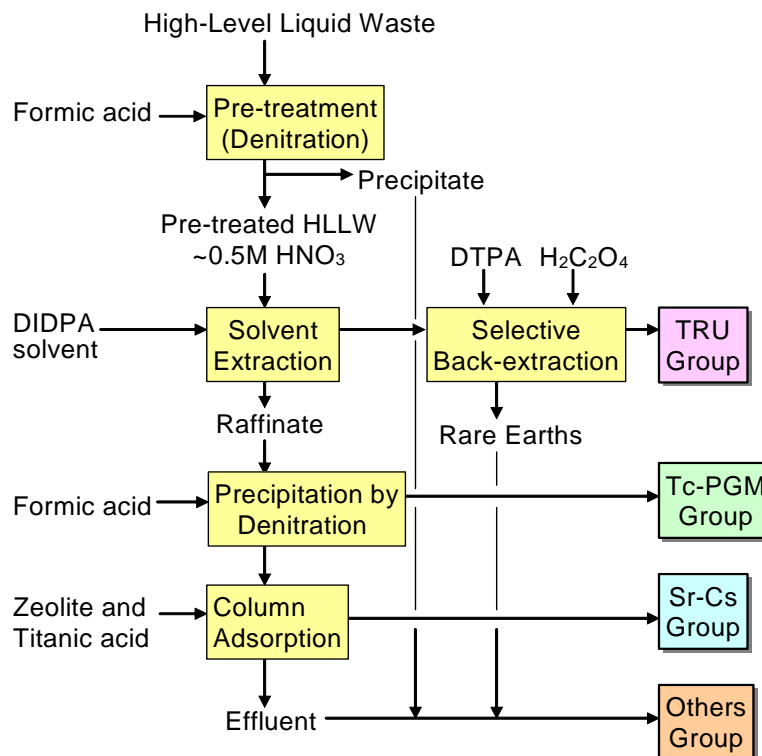 High-Level Liquid Waste
Formic acid
Pre-treatment
(Denitration)
Precipitate
Pre-treated HLLW
~0.5M HNO₃
DTPA
H₂C₂O₄
DIDPA
solvent
Solvent
Extraction
Selective
Back-extraction
TRU
Group
Raffinate
Rare Earths
Formic acid
Precipitation by
Denitration
Tc-PGM
Group
Zeolite and
Titanic acid
Column
Adsorption
Sr-Cs
Group
Effluent
Others
Group